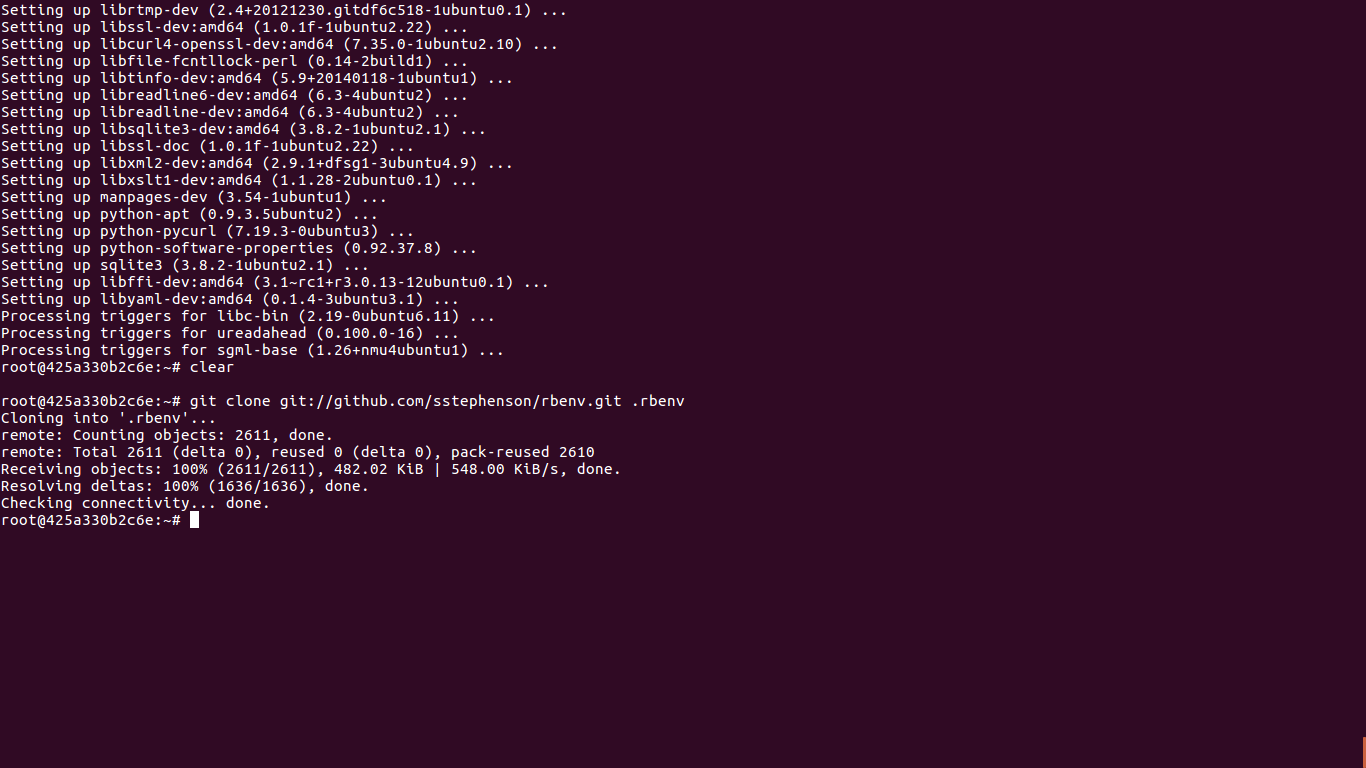 Setting up librtmp-dev (2.4+20121230.gitdf6c518-1ubuntu0.1) ...
Setting up libssl-dev:amd64 (1.0.1f-1ubuntu2.22) ...
Setting up libcurl4-openssl-dev:amd64 (7.35.0-1ubuntu2.10) ...
Setting up libfile-fcntllock-perl (0.14-2build1) ...
Setting up libtinfo-dev:amd64 (5.9+20140118-1ubuntu1) ...
Setting up libreadline6-dev:amd64 (6.3-4ubuntu2) ...
Setting up libreadline-dev:amd64 (6.3-4ubuntu2) ...
Setting up libsqlite3-dev:amd64 (3.8.2-1ubuntu2.1) ...
Setting up libssl-doc (1.0.1f-1ubuntu2.22) ...
Setting up libxml2-dev:amd64 (2.9.1+dfsg1-3ubuntu4.9) ...
Setting up libxslt1-dev:amd64 (1.1.28-2ubuntu0.1) ...
Setting up manpages-dev (3.54-1ubuntu1) ...
Setting up python-apt (0.9.3.5ubuntu2) ...
Setting up python-pycurl (7.19.3-0ubuntu3) ...
Setting up python-software-properties (0.92.37.8) ...
Setting up sqlite3 (3.8.2-1ubuntu2.1) ...
Setting up libffi-dev:amd64 (3.1~rc1+r3.0.13-12ubuntu0.1) ...
Setting up libyaml-dev:amd64 (0.1.4-3ubuntu3.1) ...
Processing triggers for libc-bin (2.19-0ubuntu6.11) ...
Processing triggers for ureadahead (0.100.0-16) ...
Processing triggers for sgml-base (1.26+nmu4ubuntu1) ...
root@425a330b2c6e:~# clear
root@425a330b2c6e:~# git clone git://github.com/sstephenson/rbenv.git .rbenv
Cloning into '.rbenv'...
remote: Counting objects: 2611, done.
remote: Total 2611 (delta 0), reused 0 (delta 0), pack-reused 2610
Receiving objects: 100% (2611/2611), 482.02 KiB | 548.00 KiB/s, done.
Resolving deltas: 100% (1636/1636), done.
Checking connectivity... done.
root@425a330b2c6e:~#